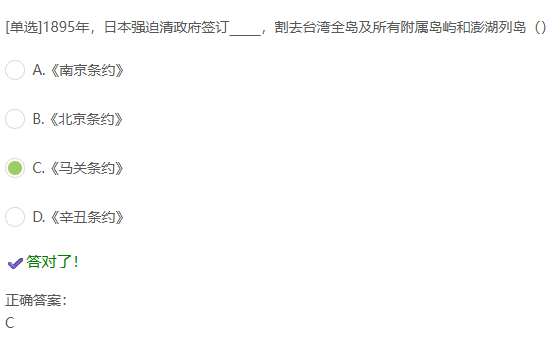 [单选]1895年，日本强迫清政府签订____，割去台湾全岛及所有附属岛屿和澎湖列岛（）
A.《南京条约》
B.《北京条约》
C.《马关条约》
D.《辛丑条约》
答对了！
正确答案：
C